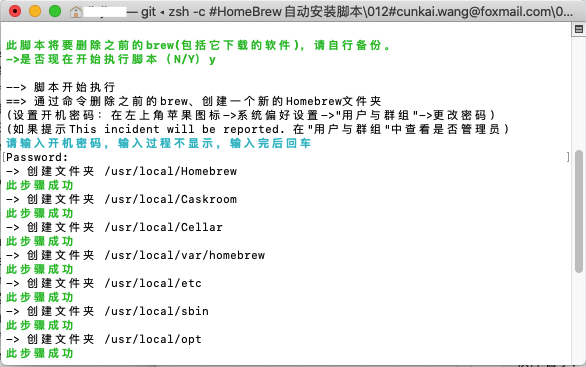 — git ◂ zsh -c #HomeBrew 自动安装脚本\012#cunkai.wang@foxmail.com\0...
此脚本将要删除之前的brew(包括它下载的软件)，请自行备份。
->是否现在开始执行脚本（N/Y）y
--> 脚本开始执行
==> 通过命令删除之前的brew、创建一个新的Homebrew文件夹
(设置开机密码：在左上角苹果图标->系统偏好设置->"用户与群组"->更改密码)
(如果提示This incident will be reported. 在"用户与群组"中查看是否管理员)
请输入开机密码，输入过程不显示，输入完后回车
Password:
-> 创建文件夹 /usr/local/Homebrew
此步骤成功
-> 创建文件夹 /usr/local/Caskroom
此步骤成功
-> 创建文件夹 /usr/local/Cellar
此步骤成功
-> 创建文件夹 /usr/local/var/homebrew
此步骤成功
-> 创建文件夹 /usr/local/etc
此步骤成功
-> 创建文件夹 /usr/local/sbin
此步骤成功
-> 创建文件夹 /usr/local/opt
此步骤成功